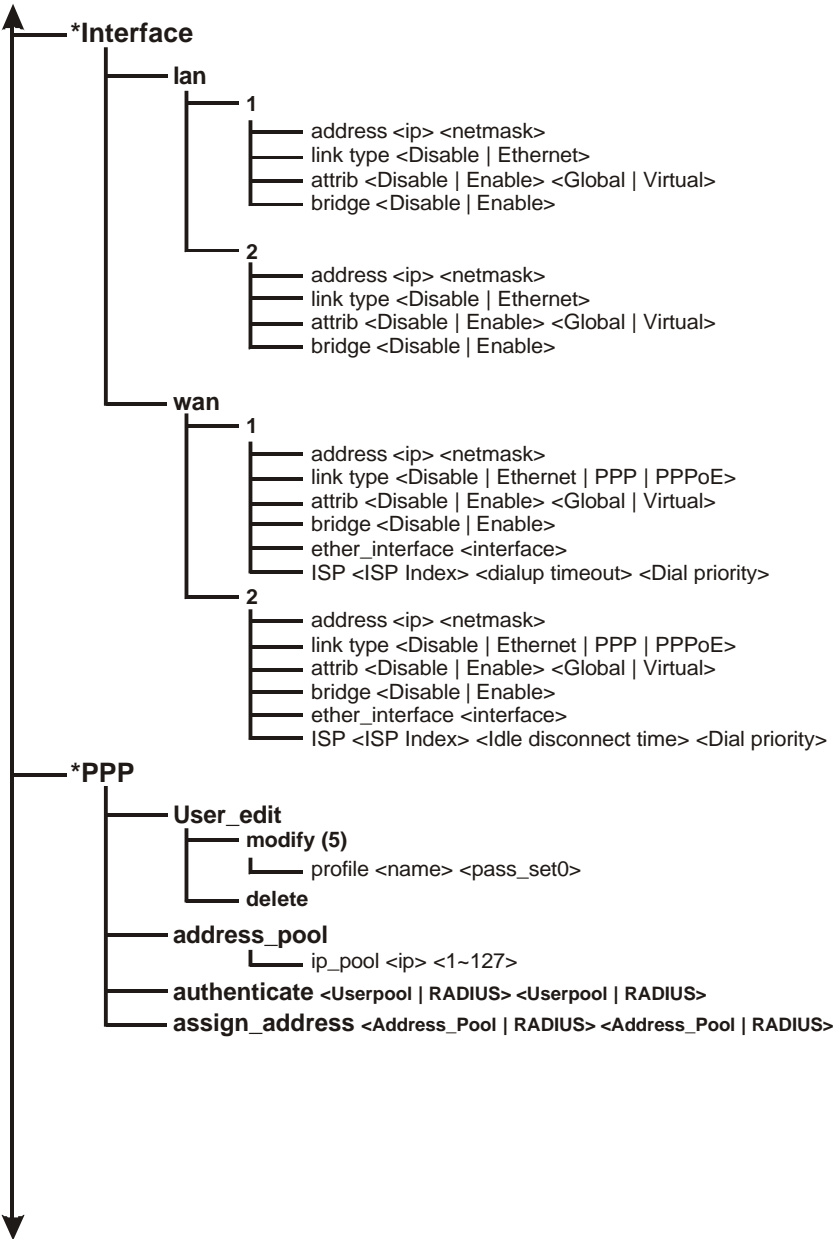 *Interface
lan
1
address <ip> <netmask>
link type <Disable | Ethernet>
attrib <Disable | Enable> <Global | Virtual>
bridge <Disable | Enable>
2
address <ip> <netmask>
link type <Disable | Ethernet>
attrib <Disable | Enable> <Global | Virtual>
bridge <Disable | Enable>
wan
1
address <ip> <netmask>
link type <Disable | Ethernet | PPP | PPPoE>
attrib <Disable | Enable> <Global | Virtual>
bridge <Disable | Enable>
ether_interface <interface>
ISP <ISP Index> <dialup timeout> <Dial priority>
2
address <ip> <netmask>
link type <Disable | Ethernet | PPP | PPPoE>
attrib <Disable | Enable> <Global | Virtual>
bridge <Disable | Enable>
ether_interface <interface>
ISP <ISP Index> <Idle disconnect time> <Dial priority>
*PPP
User_edit
modify (5)
profile <name> <pass_set0>
delete
address_pool
ip_pool <ip> <1~127>
authenticate <Userpool | RADIUS> <Userpool | RADIUS>
assign_address <Address_Pool | RADIUS> <Address_Pool | RADIUS>